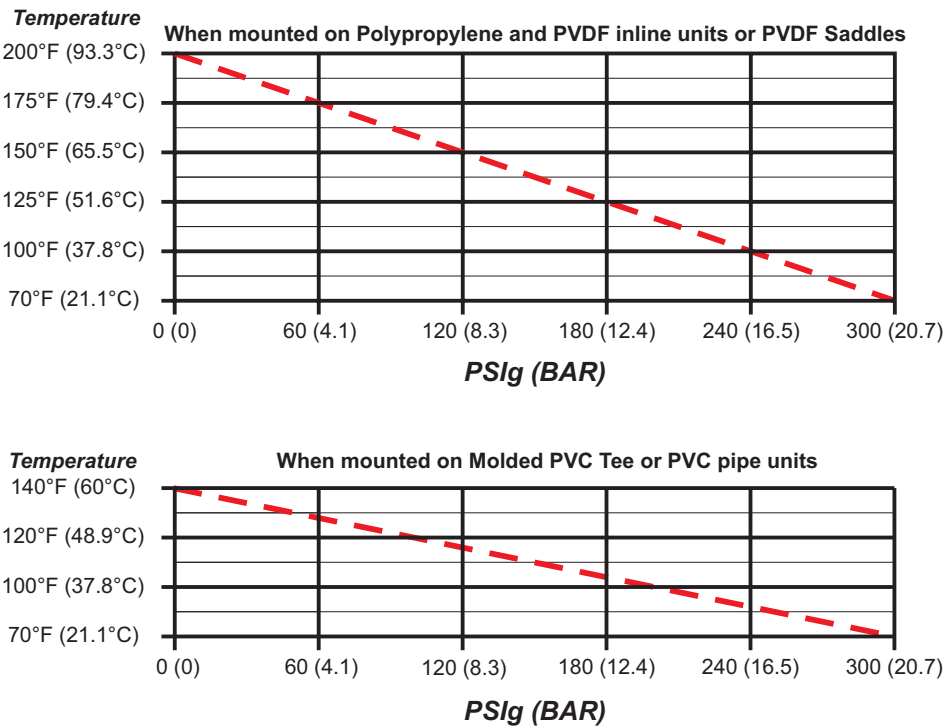 Temperature
When mounted on Polypropylene and PVDF inline units or PVDF Saddles
200°F (93.3°C)
175°F (79.4°C)
150°F (65.5°C)
125°F (51.6°C)
100°F (37.8°C)
70°F (21.1°C)
0 (0) 60 (4.1) 120 (8.3) 180 (12.4) 240 (16.5) 300 (20.7)
PSIg (BAR)
Temperature
When mounted on Molded PVC Tee or PVC pipe units
140°F (60°C)
120°F (48.9°C)
100°F (37.8°C)
70°F (21.1°C)
0 (0) 60 (4.1) 120 (8.3) 180 (12.4) 240 (16.5) 300 (20.7)
PSIg (BAR)